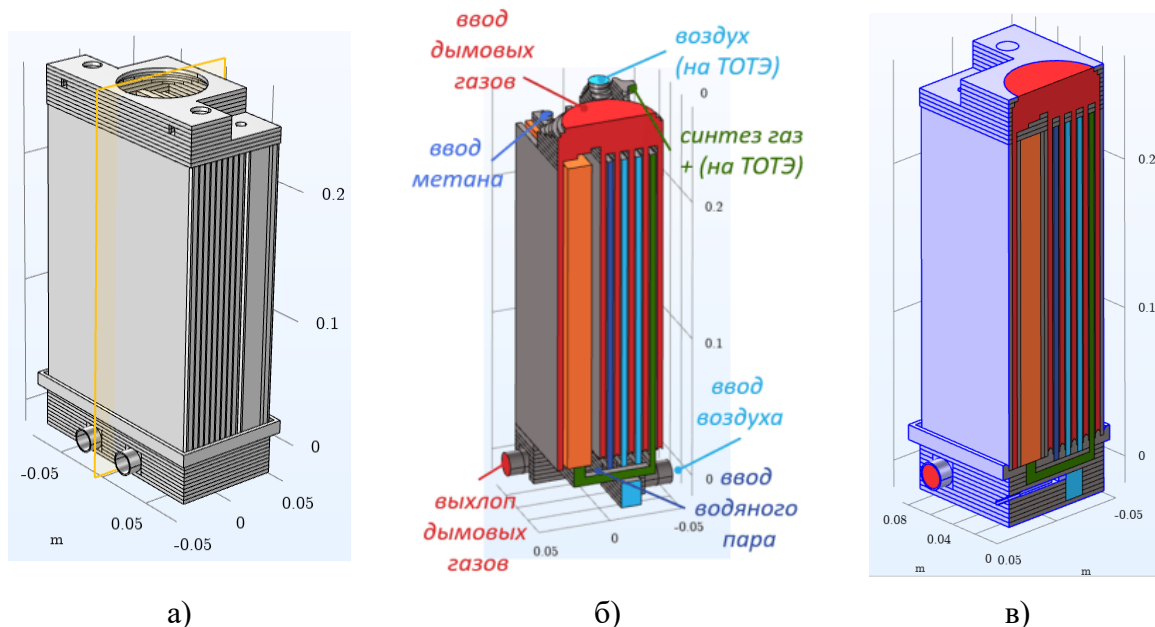 0.2
0.1
0
-0.05
0.05
m
0.05
0
-0.05
а)
ввод
дымовых
газов
воздух
(на ТОТЭ)
0
ввод
метана
синтез газ
+ (на ТОТЭ)
0.2
0.1
ввод
воздуха
0
выхлоп
дымовых
газов
ввод
водяного
пара
-0.05
0
0.05
б)
0.2
0.1
0
-0.05
0.08
0.04
0
0.05
m
m
в)